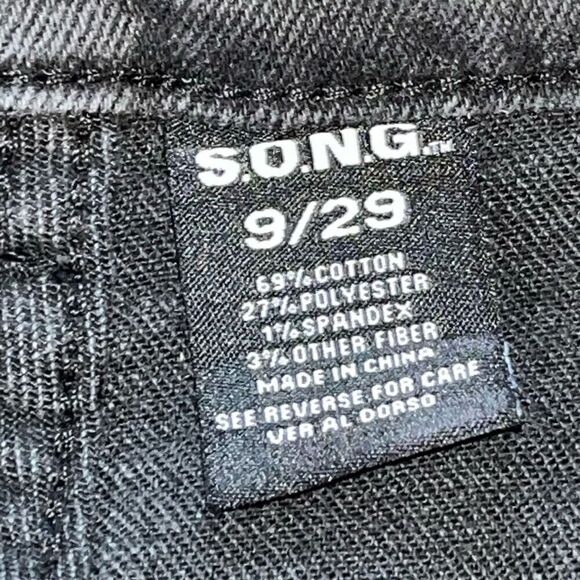 S.O.N.G.™
9/29
69% COTTON
27% POLYESTER
1% SPANDEX
3% OTHER FIBER
MADE IN CHINA
SEE REVERSE FOR CARE
VER AL DORSO